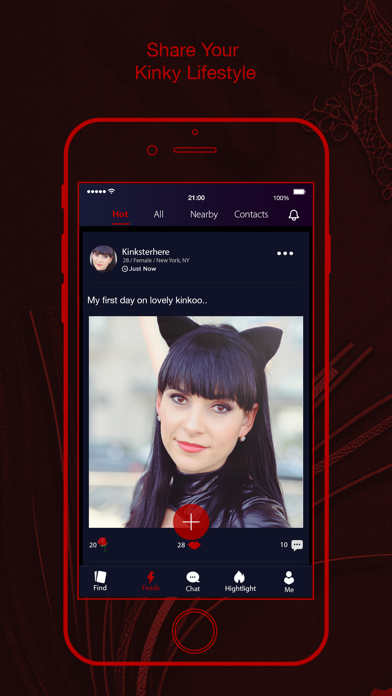 Share Your
Kinky Lifestyle
21:00
100%
Hot
All
Nearby
Contacts
Kinksterhere
28 / Female / New York, NY
Just Now
My first day on lovely kinkoo..
20
28
10
Find
Feeds
Chat
Hightlight
Me